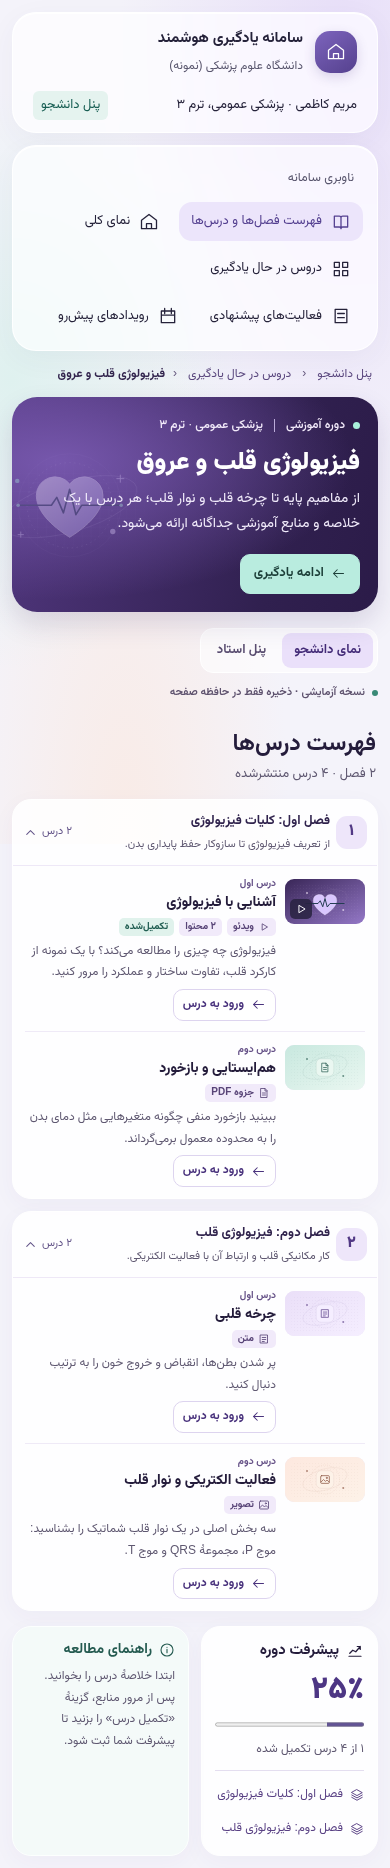 سامانه یادگیری هوشمند
دانشگاه علوم پزشکی (نمونه)
مریم کاظمی · پزشکی عمومی، ترم ۳
پنل دانشجو
ناوبری سامانه
فهرست فصل‌ها و درس‌ها
نمای کلی
دروس در حال یادگیری
فعالیت‌های پیشنهادی
رویدادهای پیش‌رو
پنل دانشجو › دروس در حال یادگیری › فیزیولوژی قلب و عروق
دوره آموزشی | پزشکی عمومی · ترم ۳
فیزیولوژی قلب و عروق
از مفاهیم پایه تا چرخه قلب و نوار قلب؛ هر درس با یک
خلاصه و منابع آموزشی جداگانه ارائه می‌شود.
ادامه یادگیری
نمای دانشجو
پنل استاد
نسخه آزمایشی · ذخیره فقط در حافظه صفحه
فهرست درس‌ها
۲ فصل · ۴ درس منتشرشده
۱
فصل اول: کلیات فیزیولوژی
از تعریف فیزیولوژی تا سازوکار حفظ پایداری بدن.
۲ درس
درس اول
آشنایی با فیزیولوژی
ویدئو
۲ محتوا
تکمیل‌شده
فیزیولوژی چه چیزی را مطالعه می‌کند؟ با یک نمونه از
کارکرد قلب، تفاوت ساختار و عملکرد را مرور کنید.
ورود به درس
درس دوم
هم‌ایستایی و بازخورد
جزوه PDF
ببینید بازخورد منفی چگونه متغیرهایی مثل دمای بدن
را به محدوده معمول برمی‌گرداند.
ورود به درس
۲
فصل دوم: فیزیولوژی قلب
کار مکانیکی قلب و ارتباط آن با فعالیت الکتریکی.
۲ درس
درس اول
چرخه قلبی
متن
پر شدن بطن‌ها، انقباض و خروج خون را به ترتیب
دنبال کنید.
ورود به درس
درس دوم
فعالیت الکتریکی و نوار قلب
تصویر
سه بخش اصلی در یک نوار قلب شماتیک را بشناسید:
موج P، مجموعهٔ QRS و موج T.
ورود به درس
پیشرفت دوره
۲۵٪
۱ از ۴ درس تکمیل شده
فصل اول: کلیات فیزیولوژی
فصل دوم: فیزیولوژی قلب
راهنمای مطالعه
ابتدا خلاصهٔ درس را بخوانید.
پس از مرور منابع، گزینهٔ
«تکمیل درس» را بزنید تا
پیشرفت شما ثبت شود.